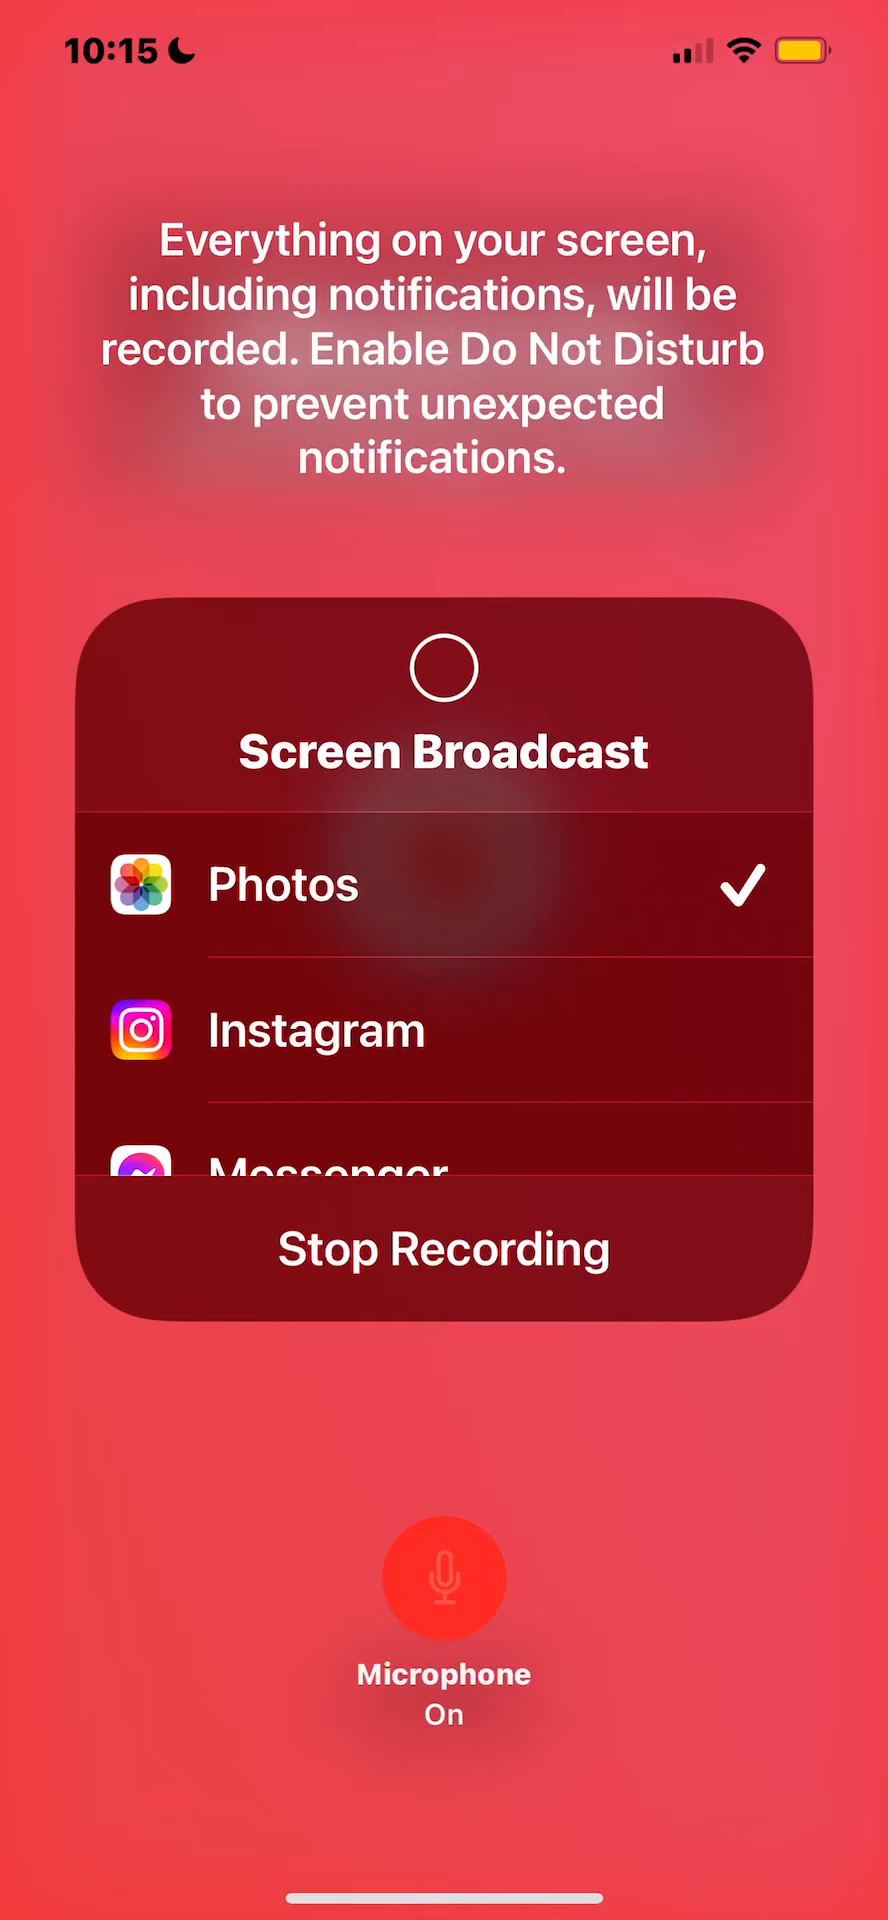 10:15
Everything on your screen,
including notifications, will be
recorded. Enable Do Not Disturb
to prevent unexpected
notifications.
Screen Broadcast
Photos
Instagram
Messenger
Stop Recording
Microphone
On